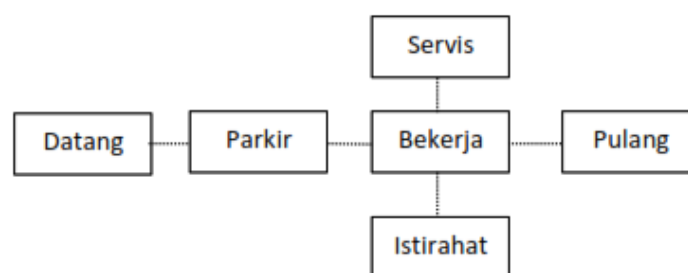 Servis
Datang
Parkir
Bekerja
Pulang
Istirahat